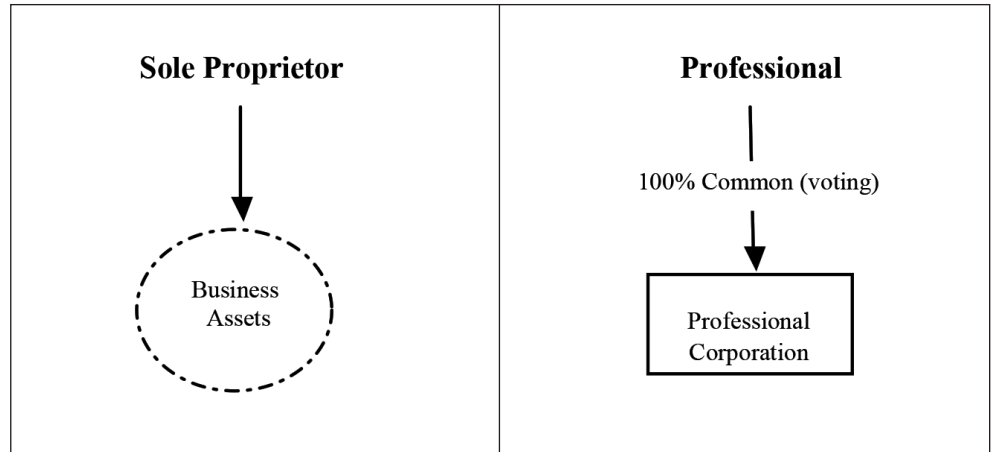 Sole Proprietor
Business
Assets
Professional
100% Common (voting)
Professional
Corporation